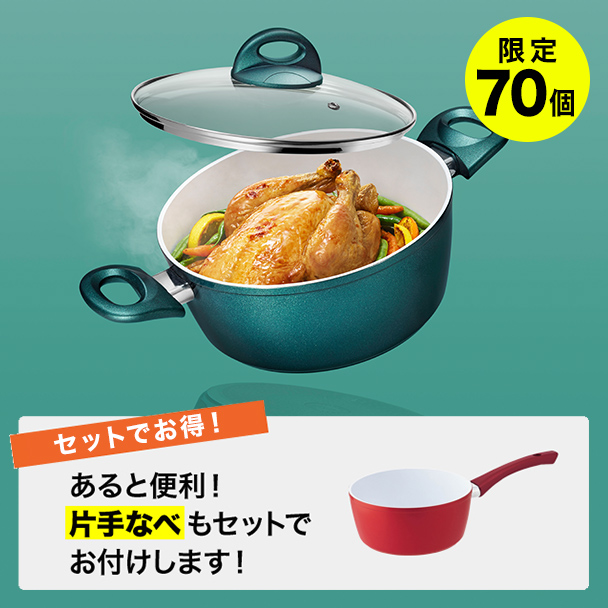 限定
70個
セットでお得！
あると便利！
片手なべもセットで
お付けします！